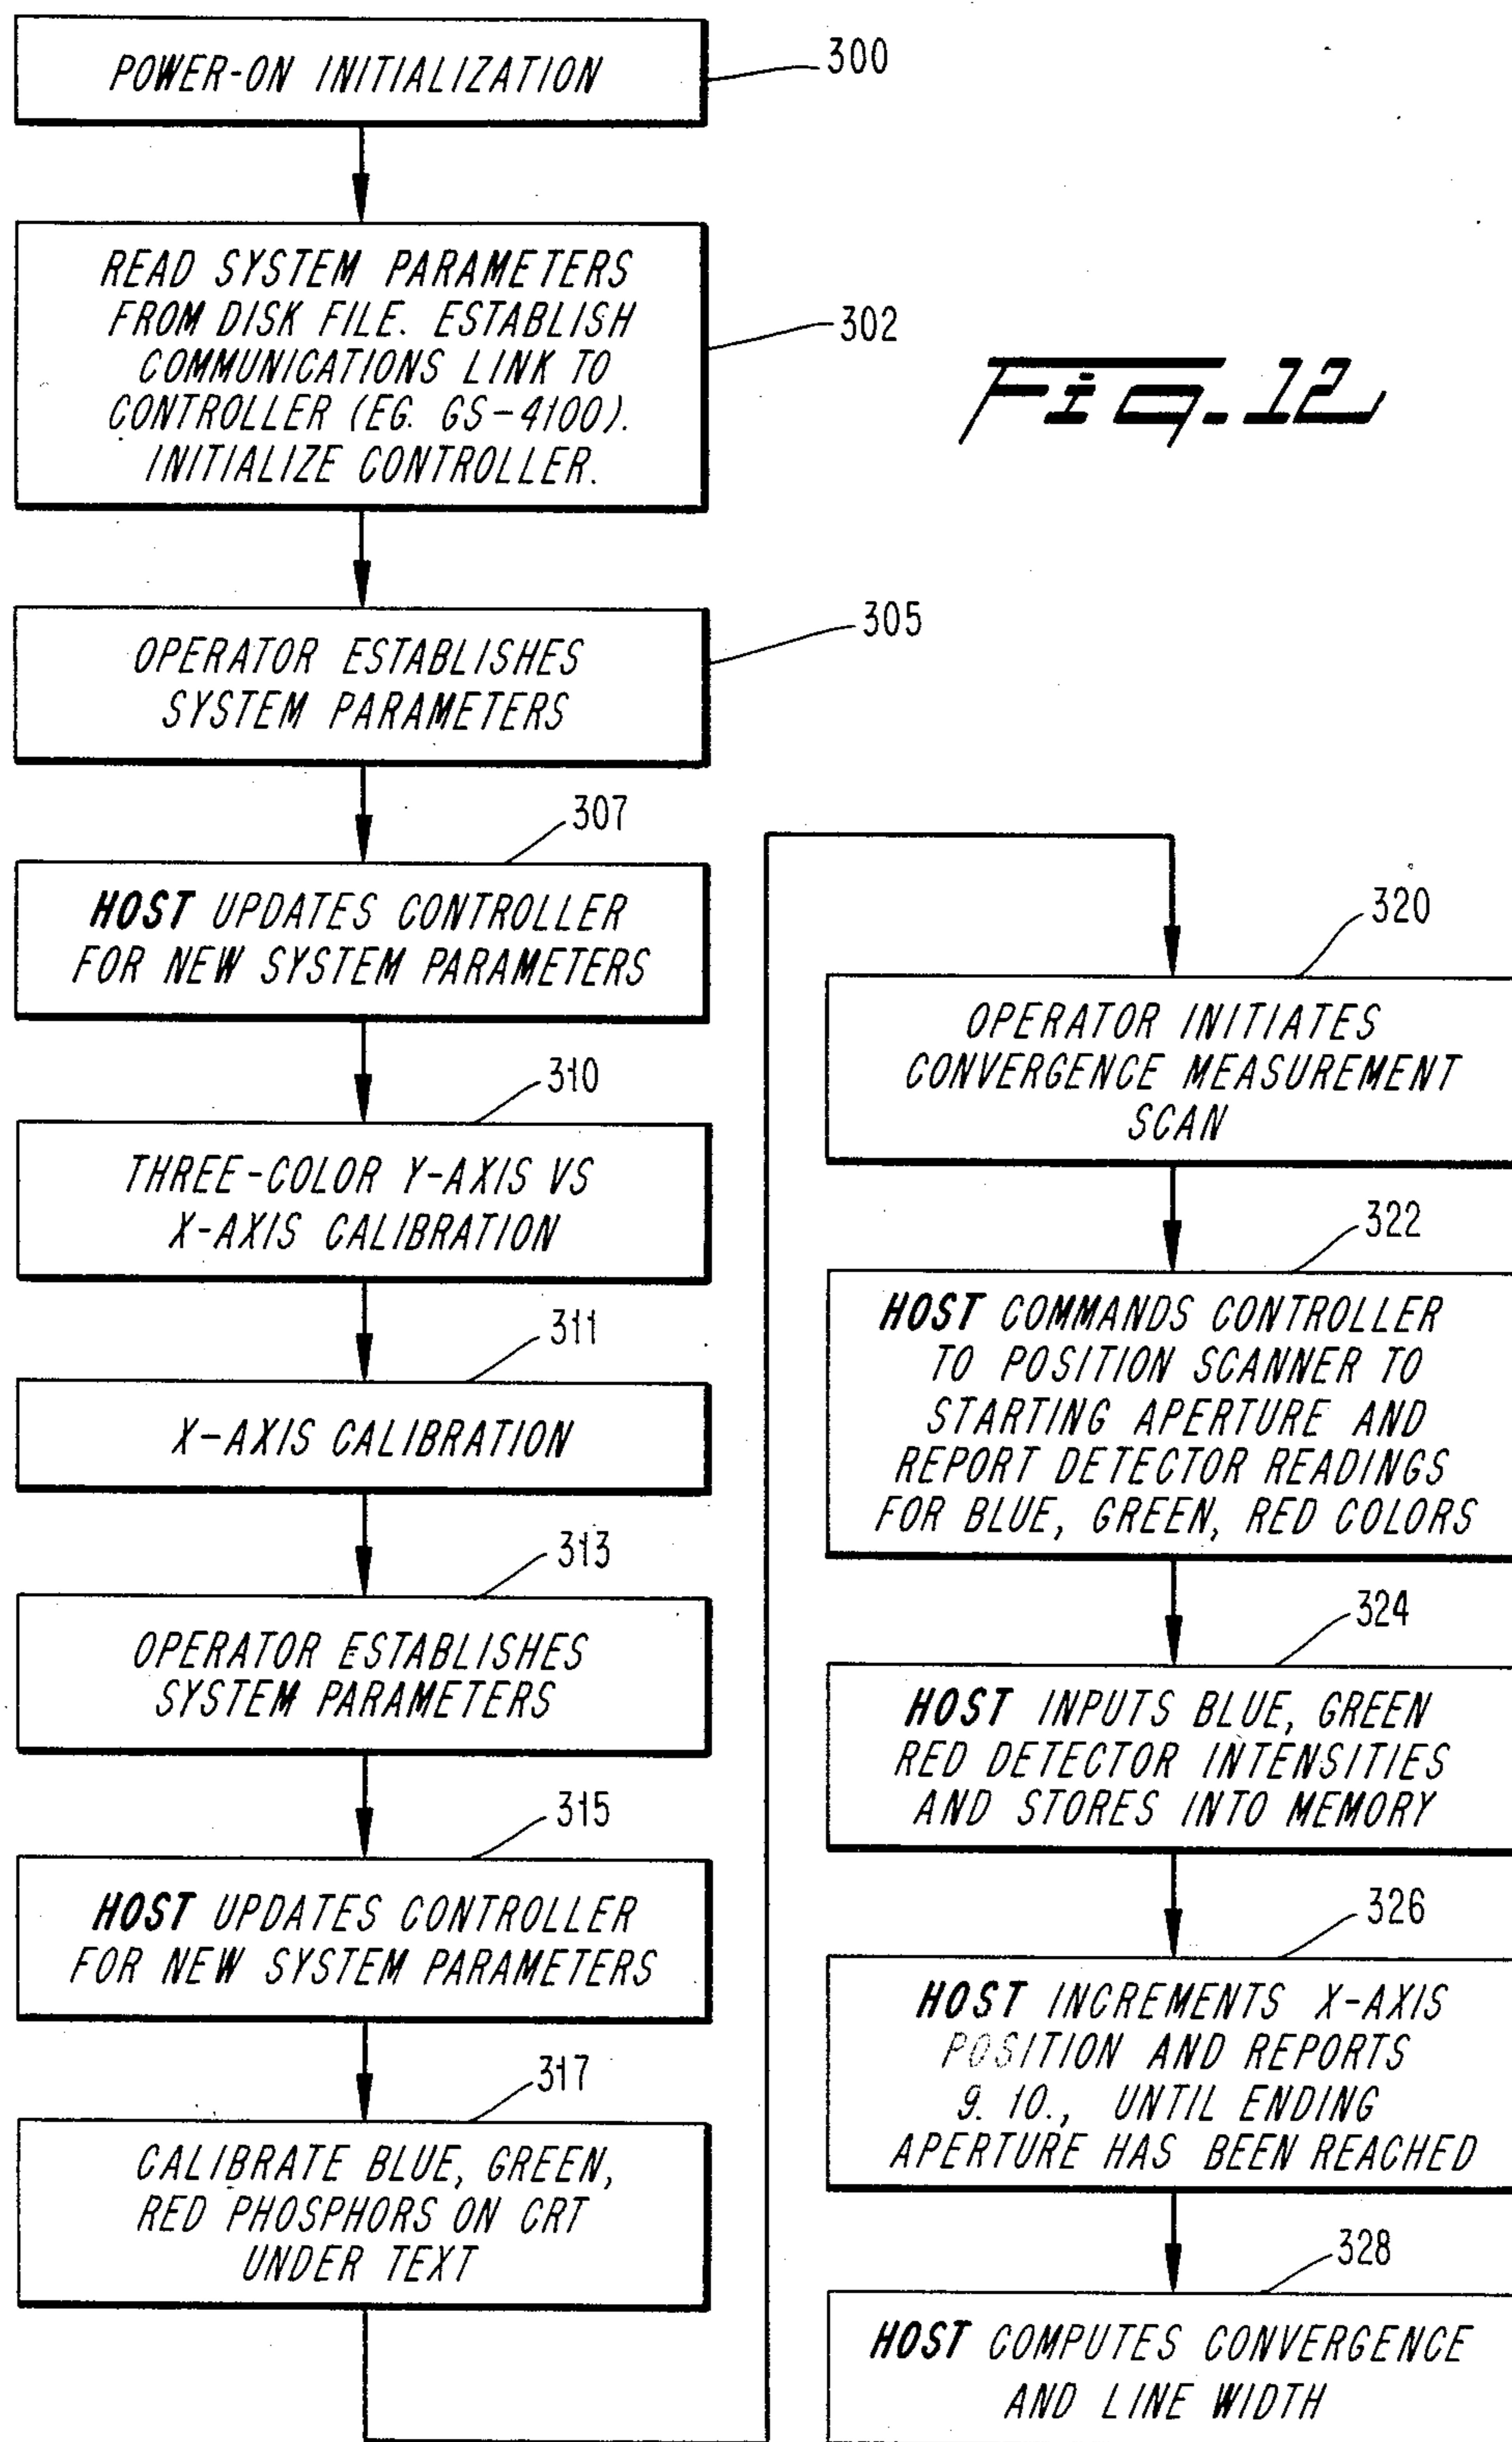 POWER-ON INITIALIZATION
300
READ SYSTEM PARAMETERS
FROM DISK FILE. ESTABLISH
COMMUNICATIONS LINK TO
CONTROLLER (EG. GS-4100).
INITIALIZE CONTROLLER.
302
Fig. 12
OPERATOR ESTABLISHES
SYSTEM PARAMETERS
305
307
HOST UPDATES CONTROLLER
FOR NEW SYSTEM PARAMETERS
310
THREE-COLOR Y-AXIS VS
X-AXIS CALIBRATION
311
X-AXIS CALIBRATION
313
OPERATOR ESTABLISHES
SYSTEM PARAMETERS
315
HOST UPDATES CONTROLLER
FOR NEW SYSTEM PARAMETERS
317
CALIBRATE BLUE, GREEN,
RED PHOSPHORS ON CRT
UNDER TEXT
320
OPERATOR INITIATES
CONVERGENCE MEASUREMENT
SCAN
322
HOST COMMANDS CONTROLLER
TO POSITION SCANNER TO
STARTING APERTURE AND
REPORT DETECTOR READINGS
FOR BLUE, GREEN, RED COLORS
324
HOST INPUTS BLUE, GREEN
RED DETECTOR INTENSITIES
AND STORES INTO MEMORY
326
HOST INCREMENTS X-AXIS
POSITION AND REPORTS
9. 10., UNTIL ENDING
APERTURE HAS BEEN REACHED
328
HOST COMPUTES CONVERGENCE
AND LINE WIDTH